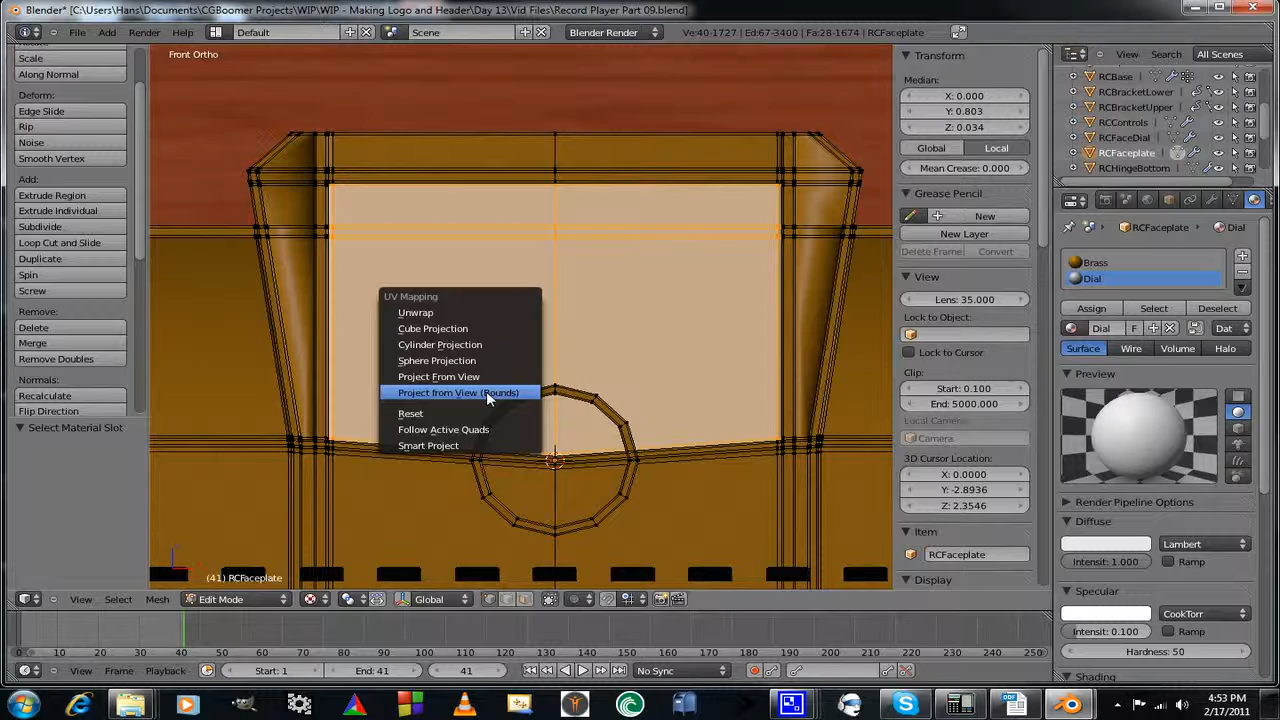 Blender* [C:\Users\Hans\Documents\CGBoomer Projects\WIP\WIP - Making Logo and Header\Day 13\Vid Files\Record Player Part 09.blend]
File Add Render Help Default Scene Blender Render Ve:40-1727 | Ed:67-3400 | Fa:28-1674 | RCFaceplate
View Search All Scenes
Scale
Along Normal
Deform:
Edge Slide
Rip
Noise
Smooth Vertex
Add:
Extrude Region
Extrude Individual
Subdivide
Loop Cut and Slide
Duplicate
Spin
Screw
Remove:
Delete
Merge
Remove Doubles
Normals:
Recalculate
Flip Direction
Select Material Slot
Front Ortho
UV Mapping
Unwrap
Cube Projection
Cylinder Projection
Sphere Projection
Project From View
Project from View (Bounds)
Reset
Follow Active Quads
Smart Project
(41) RCFaceplate
Transform
Median:
X: 0.000
Y: 0.803
Z: 0.034
Global Local
Mean Crease: 0.000
Grease Pencil
New
New Layer
Delete Frame Convert
View
Lens: 35.000
Lock to Object:
Lock to Cursor
Clip:
Start: 0.100
End: 5000.000
Local Camera:
Camera
3D Cursor Location:
X: 0.0000
Y: -2.8936
Z: 2.3546
Item
RCFaceplate
Display
RCBase
RCBracketLower
RCBracketUpper
RCControls
RCFaceDial
RCFaceplate
RCHingeBottom
RCFaceplate Dial
Brass
Dial
Assign Select Deselect
Dial F Dat
Surface Wire Volume Halo
Preview
Render Pipeline Options
Diffuse
Lambert
Intensit: 1.000 Ramp
Specular
CookTorr
Intensit: 0.100 Ramp
Hardness: 50
Shading
View Select Mesh Edit Mode Global
0 10 20 30 40 50 60 70 80 90 100 110 120 130 140 150 160 170 180 190 200 210 220 230 240 250
View Frame Playback Start: 1 End: 41 41 No Sync
4:53 PM
2/17/2011